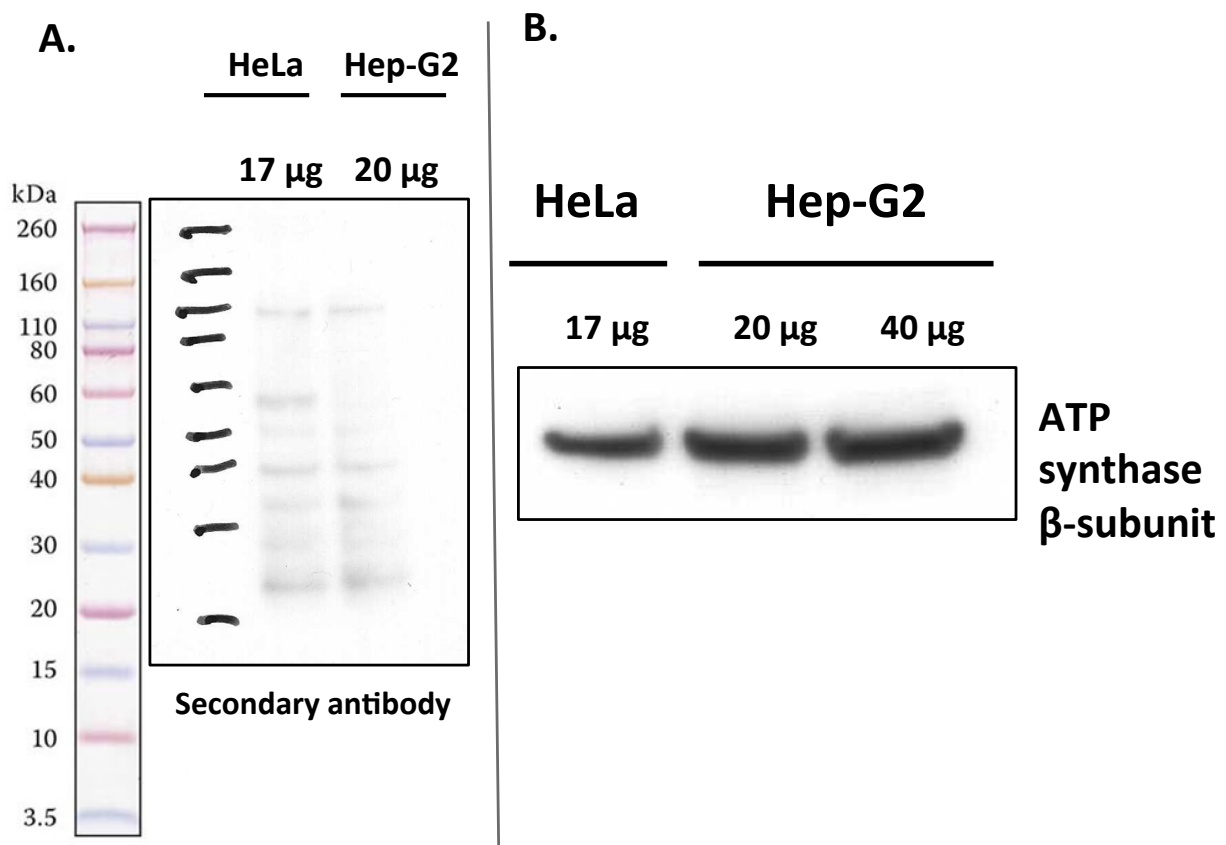 A.
HeLa Hep-G2
17 µg 20 µg
kDa
260
160
110
80
60
50
40
30
20
15
10
3.5
Secondary antibody
B.
HeLa Hep-G2
17 µg 20 µg 40 µg
ATP
synthase
β-subunit